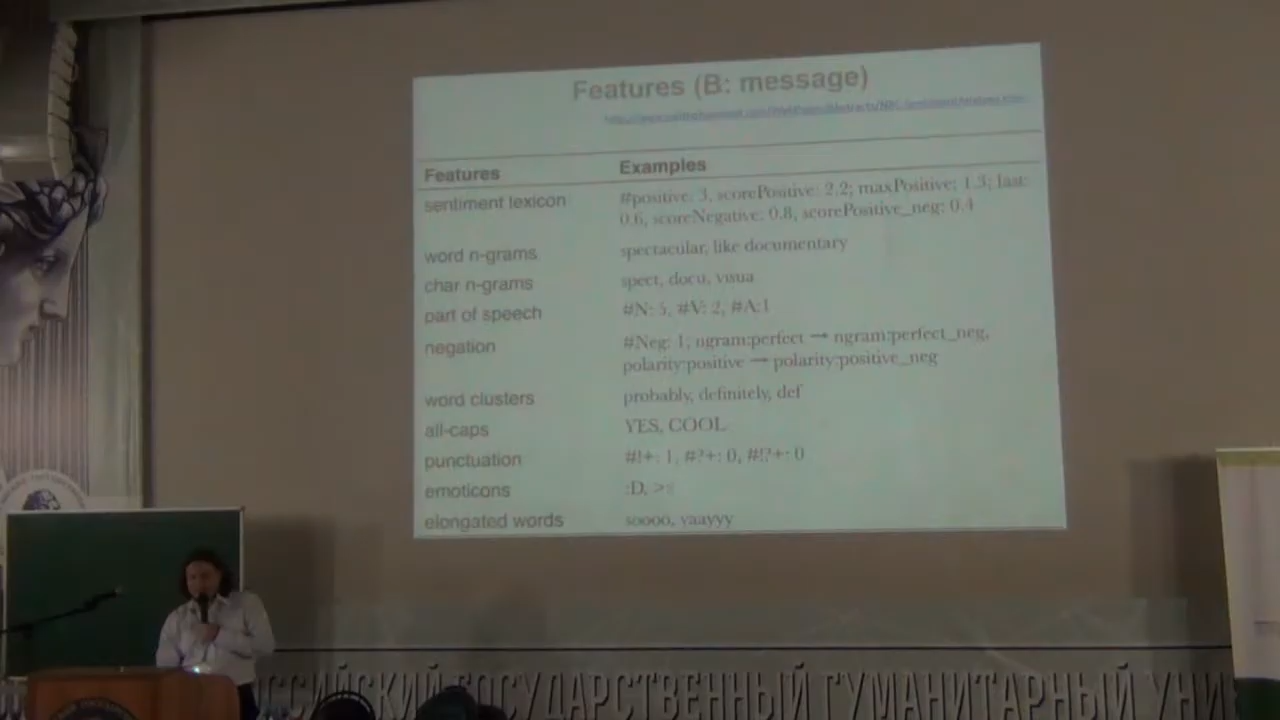 Features (B: message)
Features Examples
sentiment lexicon #positive: 3, scorePositive: 2.2; maxPositive: 1.3; last:
0.6, scoreNegative: 0.8, scorePositive_neg: 0.4
word n-grams spectacular, like documentary
char n-grams spect, docu, visua
part of speech #N: 5, #V: 2, #A:1
negation #Neg: 1; ngram:perfect → ngram:perfect_neg,
polarity:positive → polarity:positive_neg
word clusters probably, definitely, def
all-caps YES, COOL
punctuation #!+: 1, #?+: 0, #!?+: 0
emoticons :D, >:
elongated words soooo, yaayyy
ССИЙСКИЙ ГОСУДАРСТВЕННЫЙ ГУМАНИТАРНЫЙ УНИ